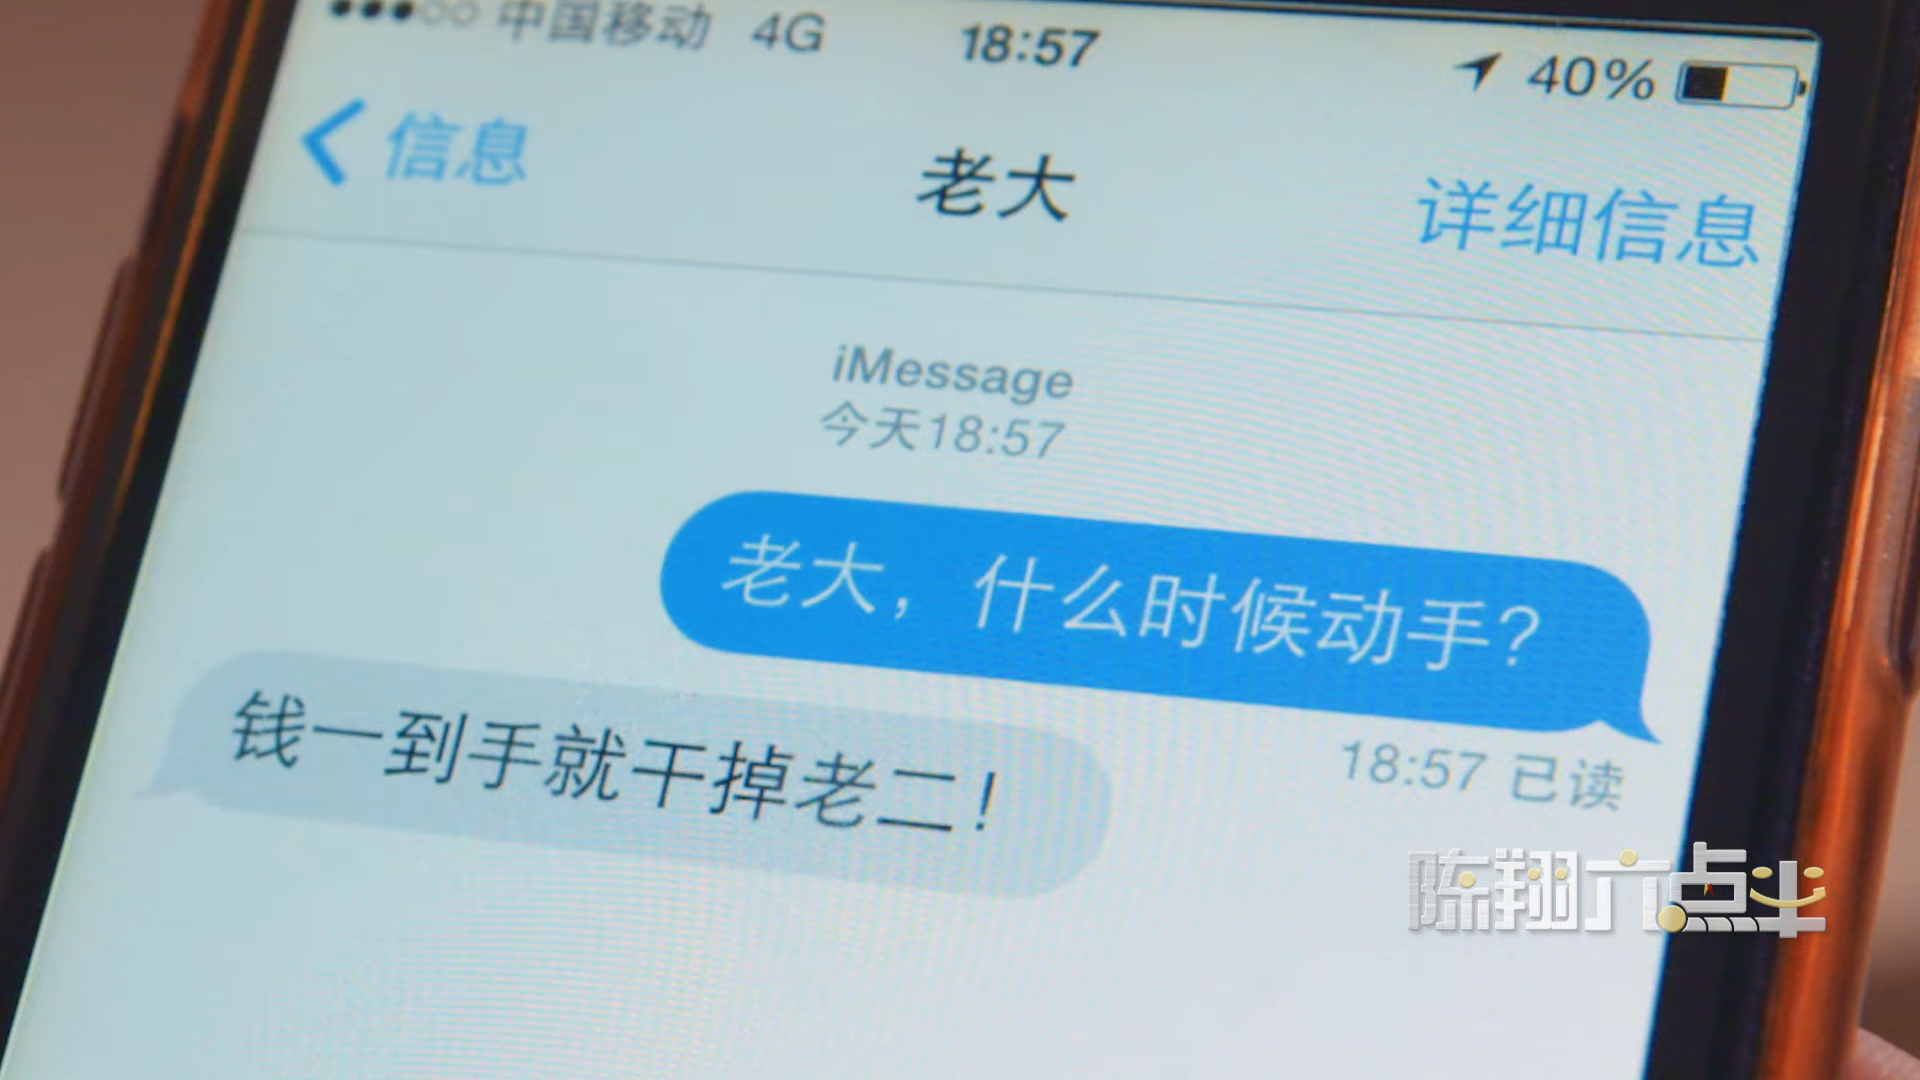 中国移动 4G 18:57 40%
信息 老大 详细信息
iMessage
今天18:57
老大，什么时候动手？
18:57 已读
钱一到手就干掉老二！
陈翔六点半